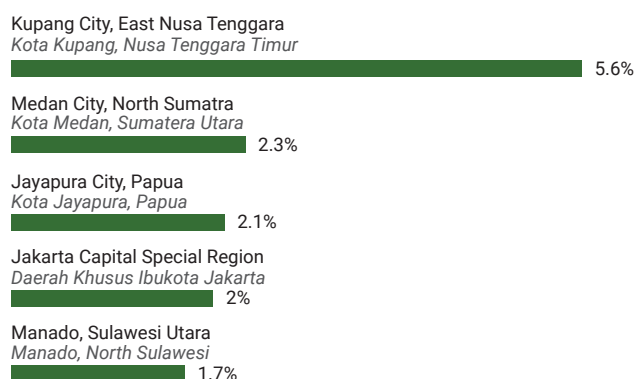 Kupang City, East Nusa Tenggara
Kota Kupang, Nusa Tenggara Timur
5.6%
Medan City, North Sumatra
Kota Medan, Sumatera Utara
2.3%
Jayapura City, Papua
Kota Jayapura, Papua
2.1%
Jakarta Capital Special Region
Daerah Khusus Ibukota Jakarta
2%
Manado, Sulawesi Utara
Manado, North Sulawesi
1.7%